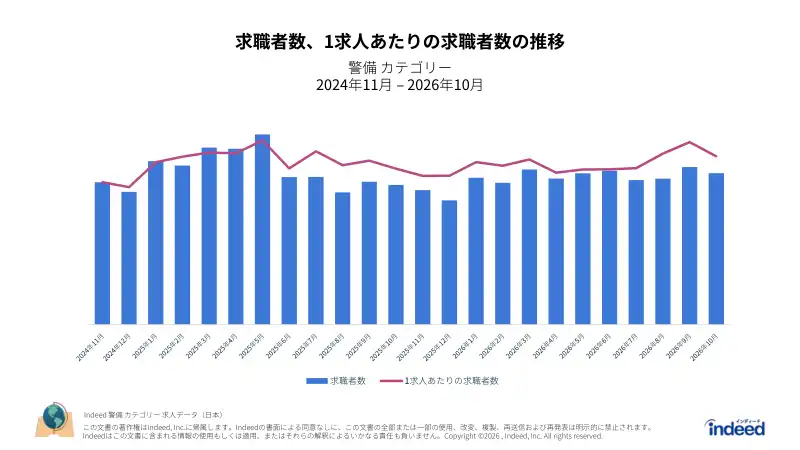 求職者数、1求人あたりの求職者数の推移
警備 カテゴリー
2024年11月 – 2026年10月
2024年11月
2024年12月
2025年1月
2025年2月
2025年3月
2025年4月
2025年5月
2025年6月
2025年7月
2025年8月
2025年9月
2025年10月
2025年11月
2025年12月
2026年1月
2026年2月
2026年3月
2026年4月
2026年5月
2026年6月
2026年7月
2026年8月
2026年9月
2026年10月
求職者数 1求人あたりの求職者数
Indeed 警備 カテゴリー 求人データ（日本）
この文書の著作権はIndeed, Inc.に帰属します。Indeedの書面による同意なしに、この文書の全部または一部の使用、改変、複製、再送信および再発表は明示的に禁止されます。
Indeedはこの文書に含まれる情報の使用もしくは適用、またはそれらの解釈によるいかなる責任も負いません。Copyright ©2026 , Indeed, Inc. All rights reserved.
インディード
indeed